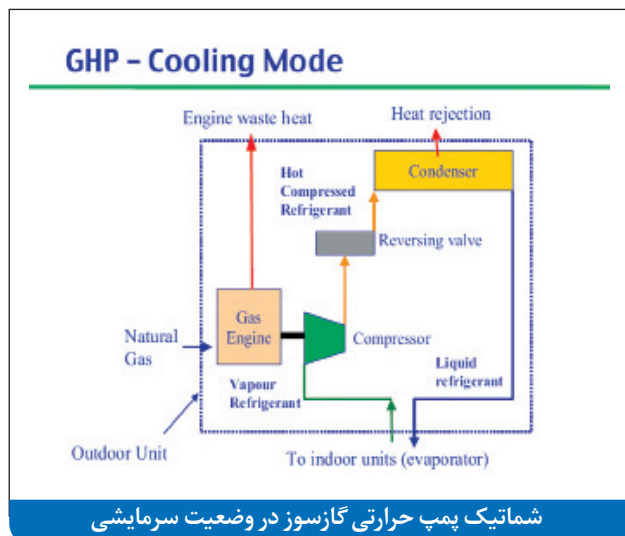 GHP – Cooling Mode
Engine waste heat
Heat rejection
Hot
Compressed
Refrigerant
Condenser
Reversing valve
Gas
Engine
Compressor
Natural
Gas
Vapour
Refrigerant
Liquid
refrigerant
Outdoor Unit
To indoor units (evaporator)
شماتیک پمپ حرارتی گازسوز در وضعیت سرمایشی